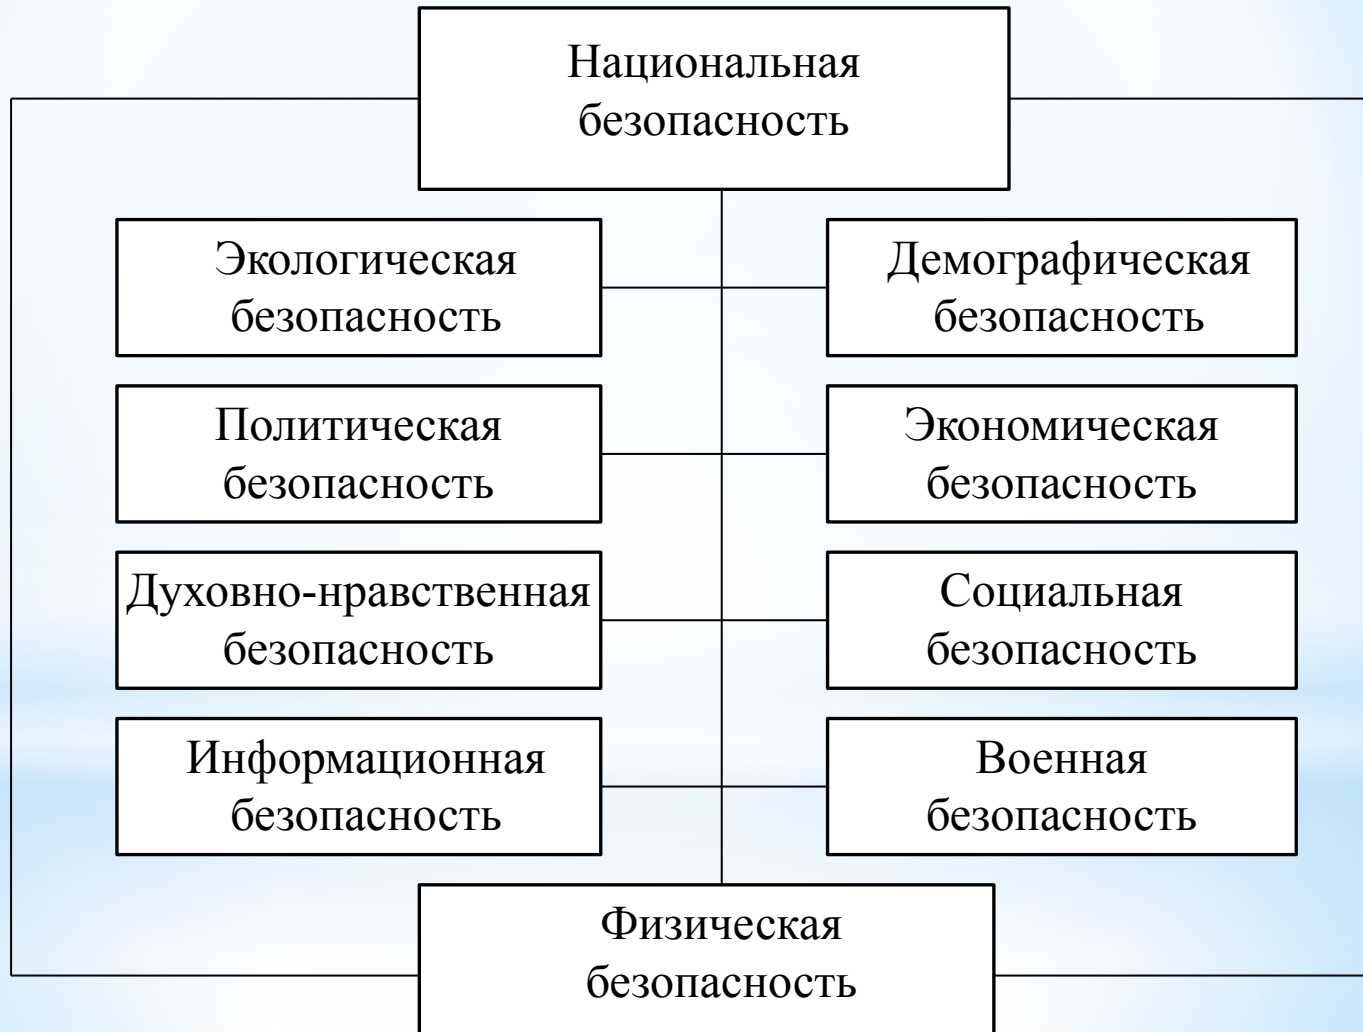 Национальная
безопасность
Экологическая
безопасность
Демографическая
безопасность
Политическая
безопасность
Экономическая
безопасность
Духовно-нравственная
безопасность
Социальная
безопасность
Информационная
безопасность
Военная
безопасность
Физическая
безопасность